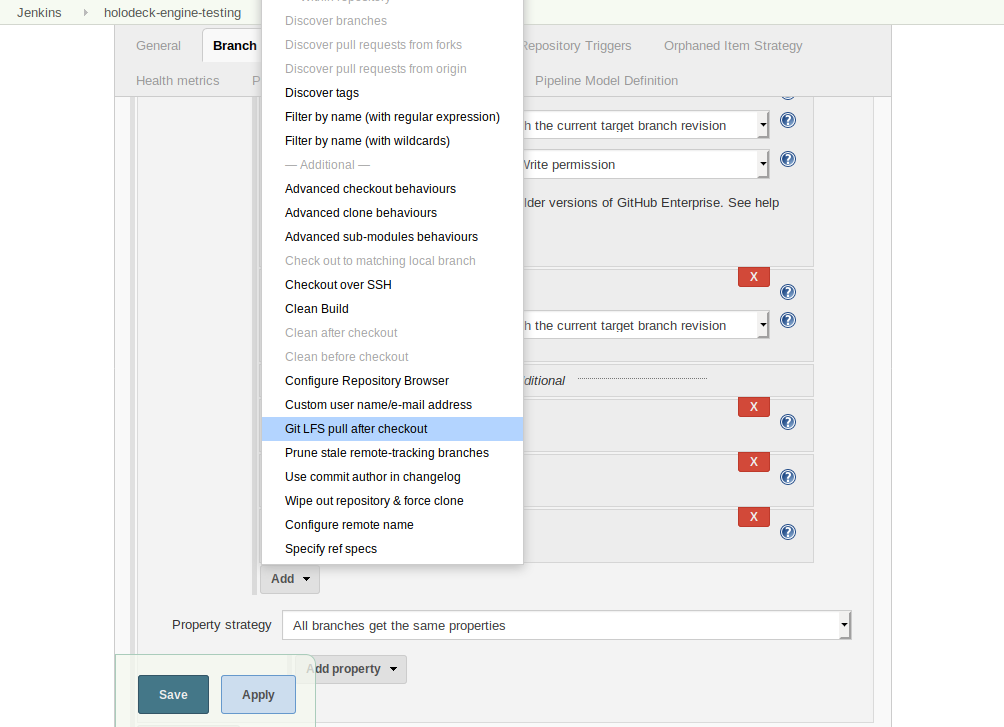 Jenkins holodeck-engine-testing
General Branch Repository Triggers Orphaned Item Strategy
Health metrics P Pipeline Model Definition
Discover branches
Discover pull requests from forks
Discover pull requests from origin
Discover tags
Filter by name (with regular expression)
h the current target branch revision
Filter by name (with wildcards)
— Additional —
Write permission
Advanced checkout behaviours
Advanced clone behaviours
lder versions of GitHub Enterprise. See help
Advanced sub-modules behaviours
Check out to matching local branch
Checkout over SSH
X
Clean Build
h the current target branch revision
Clean after checkout
Clean before checkout
Configure Repository Browser
ditional
Custom user name/e-mail address
X
Git LFS pull after checkout
Prune stale remote-tracking branches
X
Use commit author in changelog
Wipe out repository & force clone
Configure remote name
X
Specify ref specs
Add
Property strategy All branches get the same properties
Add property
Save Apply